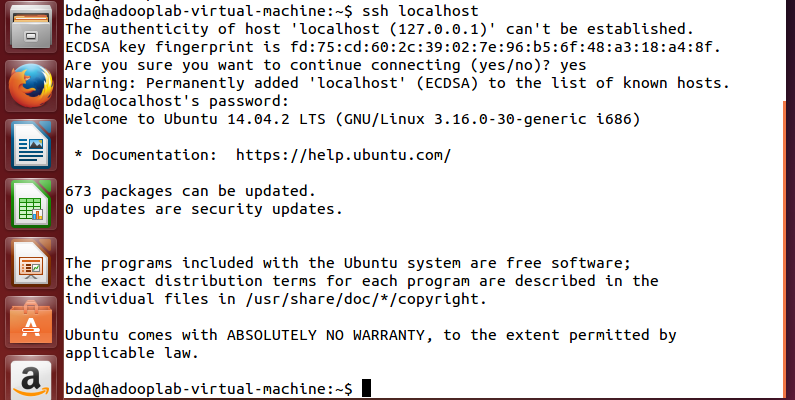 bda@hadooplab-virtual-machine:~$ ssh localhost
The authenticity of host 'localhost (127.0.0.1)' can't be established.
ECDSA key fingerprint is fd:75:cd:60:2c:39:02:7e:96:b5:6f:48:a3:18:a4:8f.
Are you sure you want to continue connecting (yes/no)? yes
Warning: Permanently added 'localhost' (ECDSA) to the list of known hosts.
bda@localhost's password:
Welcome to Ubuntu 14.04.2 LTS (GNU/Linux 3.16.0-30-generic i686)
* Documentation:  https://help.ubuntu.com/
673 packages can be updated.
0 updates are security updates.
The programs included with the Ubuntu system are free software;
the exact distribution terms for each program are described in the
individual files in /usr/share/doc/*/copyright.
Ubuntu comes with ABSOLUTELY NO WARRANTY, to the extent permitted by
applicable law.
bda@hadooplab-virtual-machine:~$